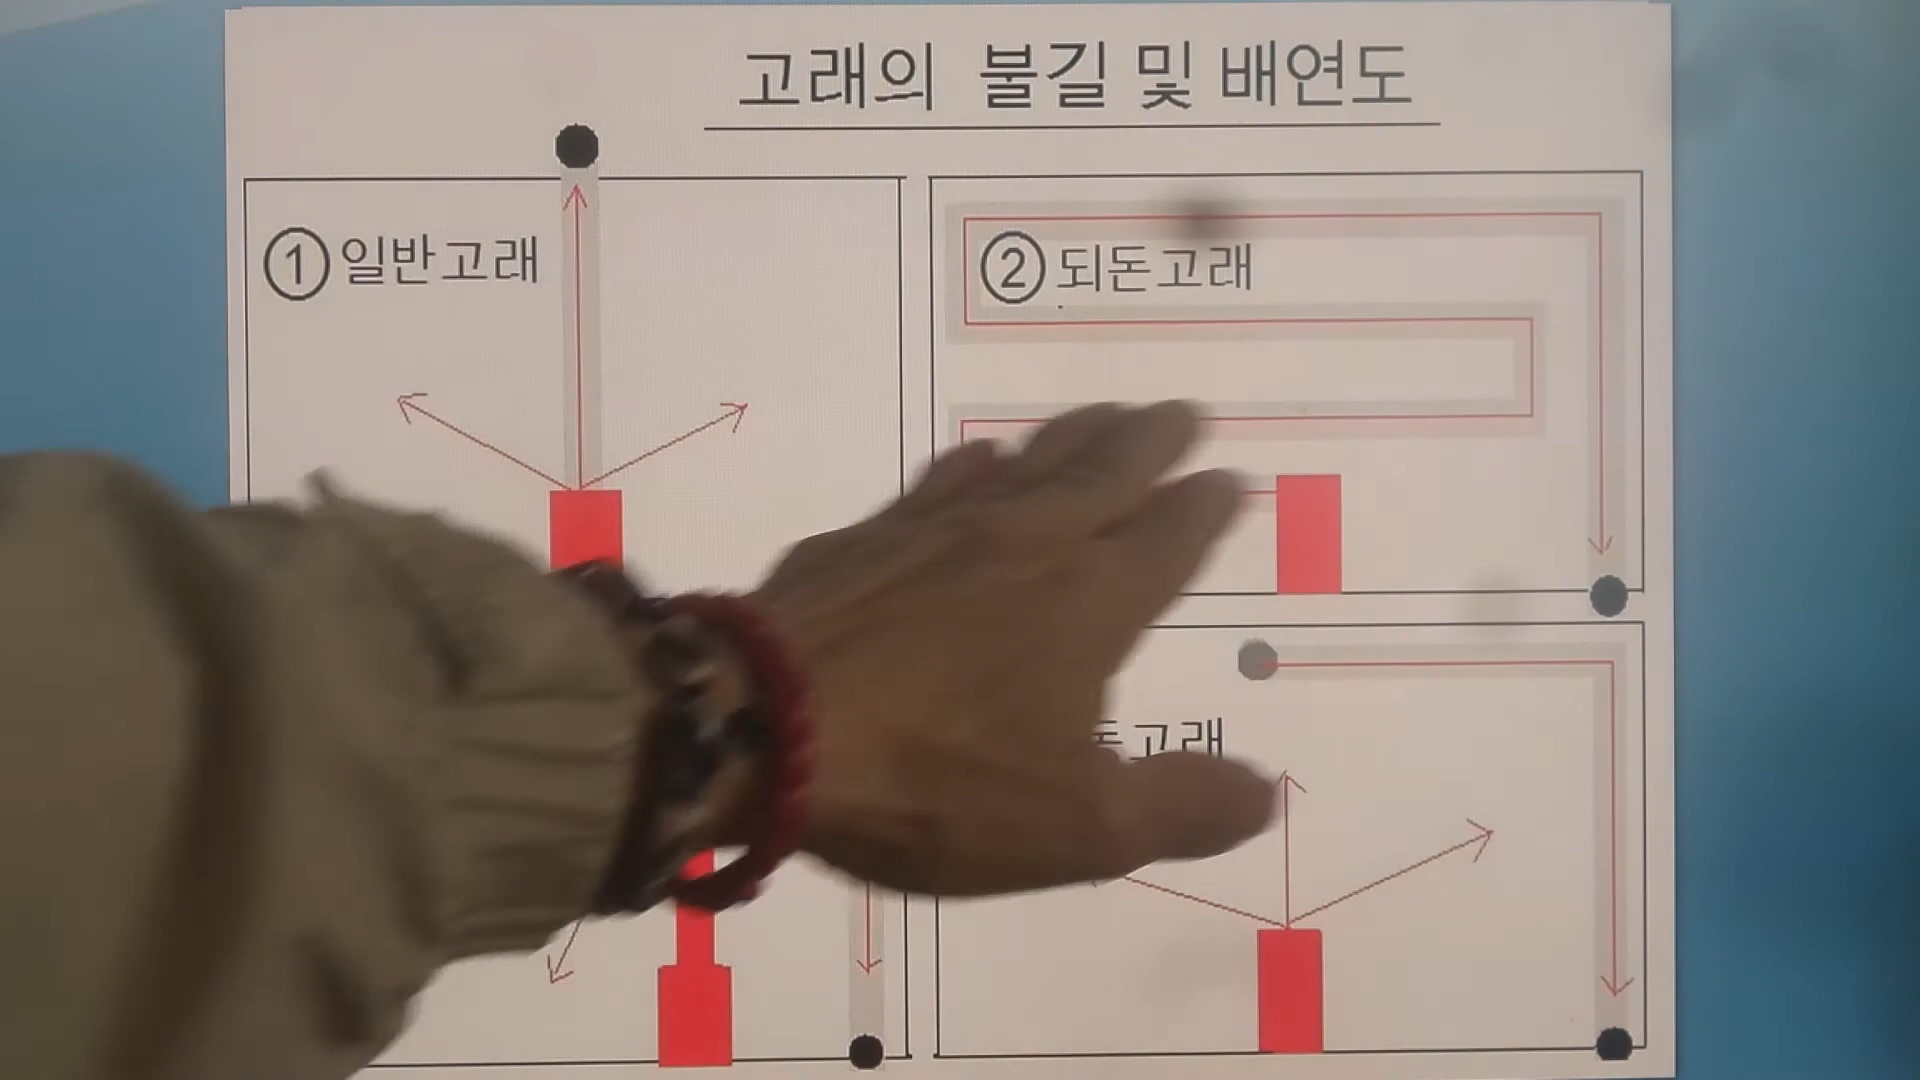 고래의 불길 및 배연도
① 일반고래
② 되돈고래
고래